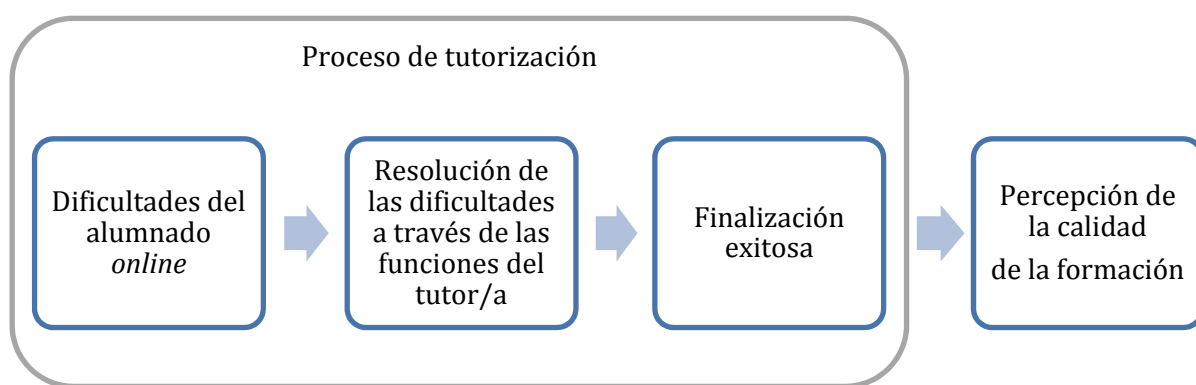 Proceso de tutorización
Dificultades del
alumnado
online
Resolución de
las dificultades
a través de las
funciones del
tutor/a
Finalización
exitosa
Percepción de
la calidad
de la formación